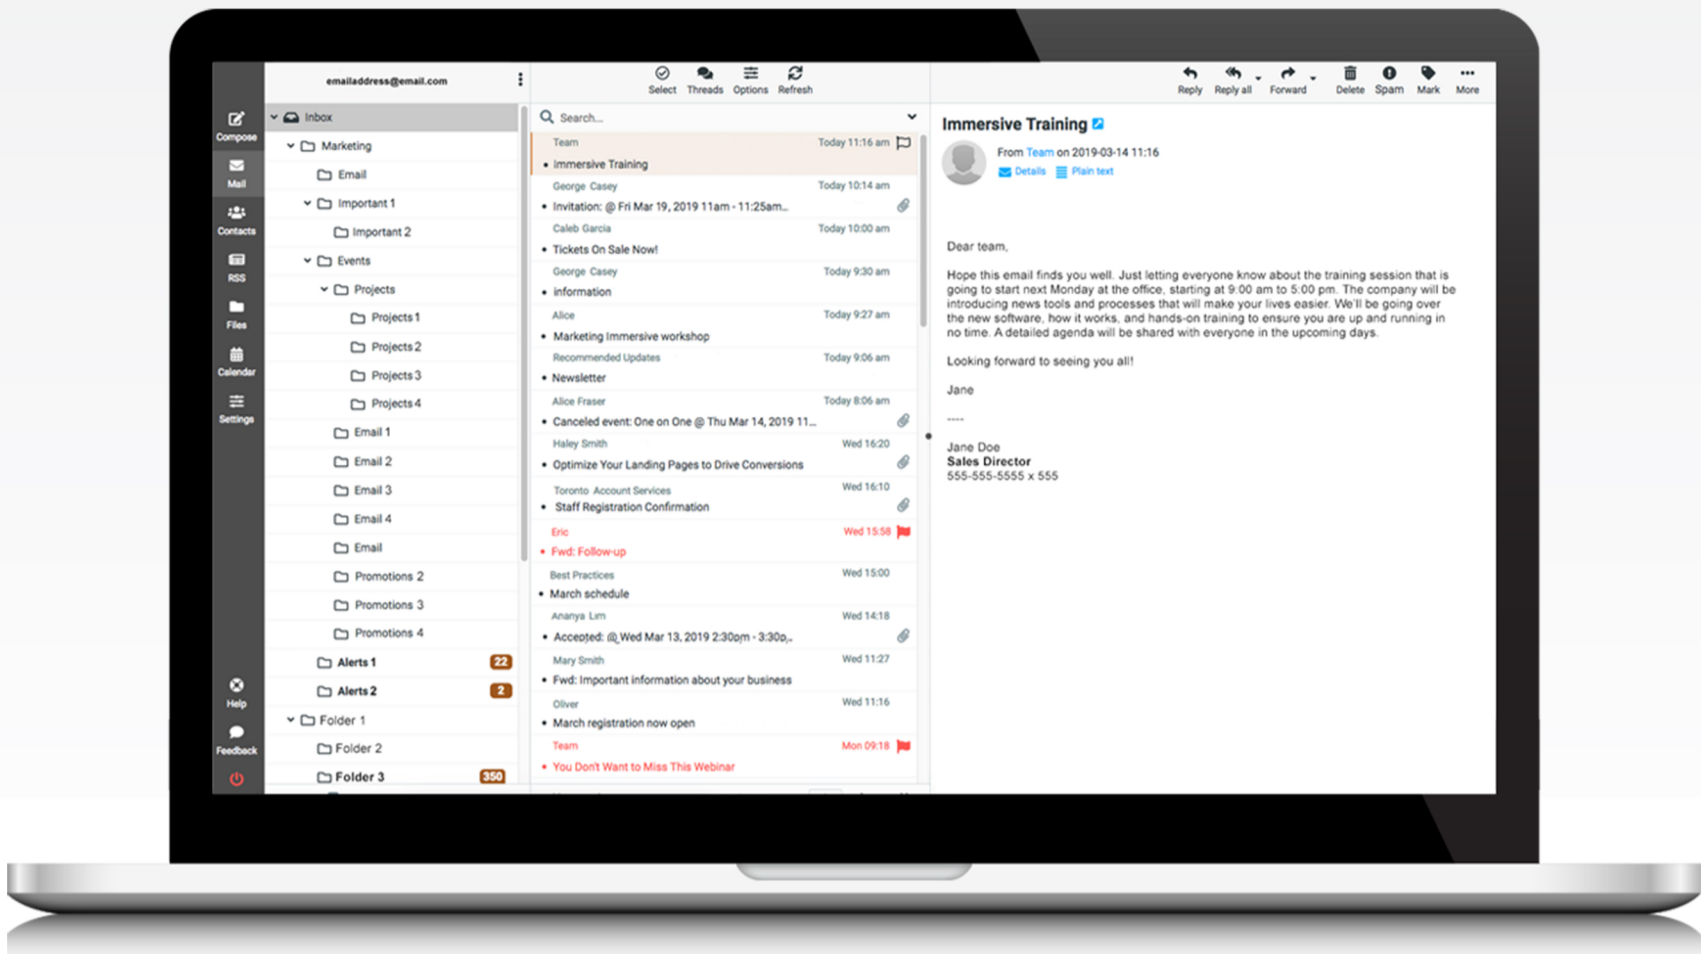 emailaddress@email.com
Select Threads Options Refresh
Reply Reply all Forward Delete Spam Mark More
Compose
Mail
Contacts
RSS
Files
Calendar
Settings
Help
Feedback
Inbox
Marketing
Email
Important 1
Important 2
Events
Projects
Projects 1
Projects 2
Projects 3
Projects 4
Email 1
Email 2
Email 3
Email 4
Email
Promotions 2
Promotions 3
Promotions 4
Alerts 1 22
Alerts 2 2
Folder 1
Folder 2
Folder 3 350
Search...
Team Today 11:16 am
Immersive Training
George Casey Today 10:14 am
Invitation: @ Fri Mar 19, 2019 11am - 11:25am...
Caleb Garcia Today 10:00 am
Tickets On Sale Now!
George Casey Today 9:30 am
information
Alice Today 9:27 am
Marketing Immersive workshop
Recommended Updates Today 9:06 am
Newsletter
Alice Fraser Today 8:06 am
Canceled event: One on One @ Thu Mar 14, 2019 11...
Haley Smith Wed 16:20
Optimize Your Landing Pages to Drive Conversions
Toronto Account Services Wed 16:10
Staff Registration Confirmation
Eric Wed 15:58
Fwd: Follow-up
Best Practices Wed 15:00
March schedule
Ananya Lim Wed 14:18
Accepted: @ Wed Mar 13, 2019 2:30pm - 3:30p...
Mary Smith Wed 11:27
Fwd: Important information about your business
Oliver Wed 11:16
March registration now open
Team Mon 09:18
You Don't Want to Miss This Webinar
Immersive Training
From Team on 2019-03-14 11:16
Details Plain text
Dear team,
Hope this email finds you well. Just letting everyone know about the training session that is
going to start next Monday at the office, starting at 9:00 am to 5:00 pm. The company will be
introducing news tools and processes that will make your lives easier. We'll be going over
the new software, how it works, and hands-on training to ensure you are up and running in
no time. A detailed agenda will be shared with everyone in the upcoming days.
Looking forward to seeing you all!
Jane
----
Jane Doe
Sales Director
555-555-5555 x 555